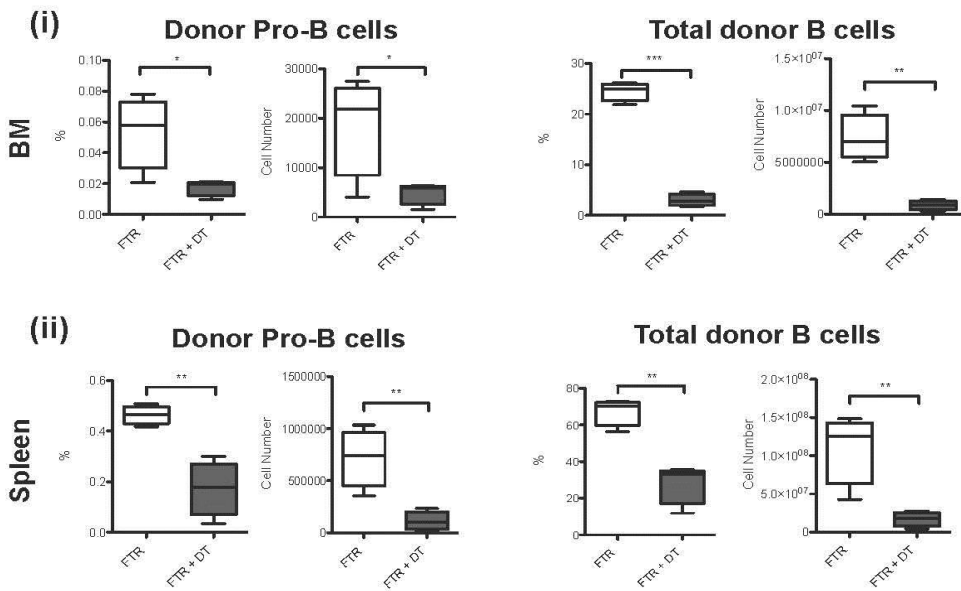 (i)
Donor Pro-B cells
Total donor B cells
BM
%
0.10
0.08
0.06
0.04
0.02
0.00
*
FTR
FTR + DT
Cell Number
30000
20000
10000
0
*
FTR
FTR + DT
%
30
20
10
0
***
FTR
FTR + DT
Cell Number
1.5×10⁰⁷
1.0×10⁰⁷
5000000
0
**
FTR
FTR + DT
(ii)
Donor Pro-B cells
Total donor B cells
Spleen
%
0.6
0.4
0.2
0.0
**
FTR
FTR + DT
Cell Number
1500000
1000000
500000
0
**
FTR
FTR + DT
%
80
60
40
20
0
**
FTR
FTR + DT
Cell Number
2.0×10⁰⁸
1.5×10⁰⁸
1.0×10⁰⁸
5.0×10⁰⁷
0
**
FTR
FTR + DT